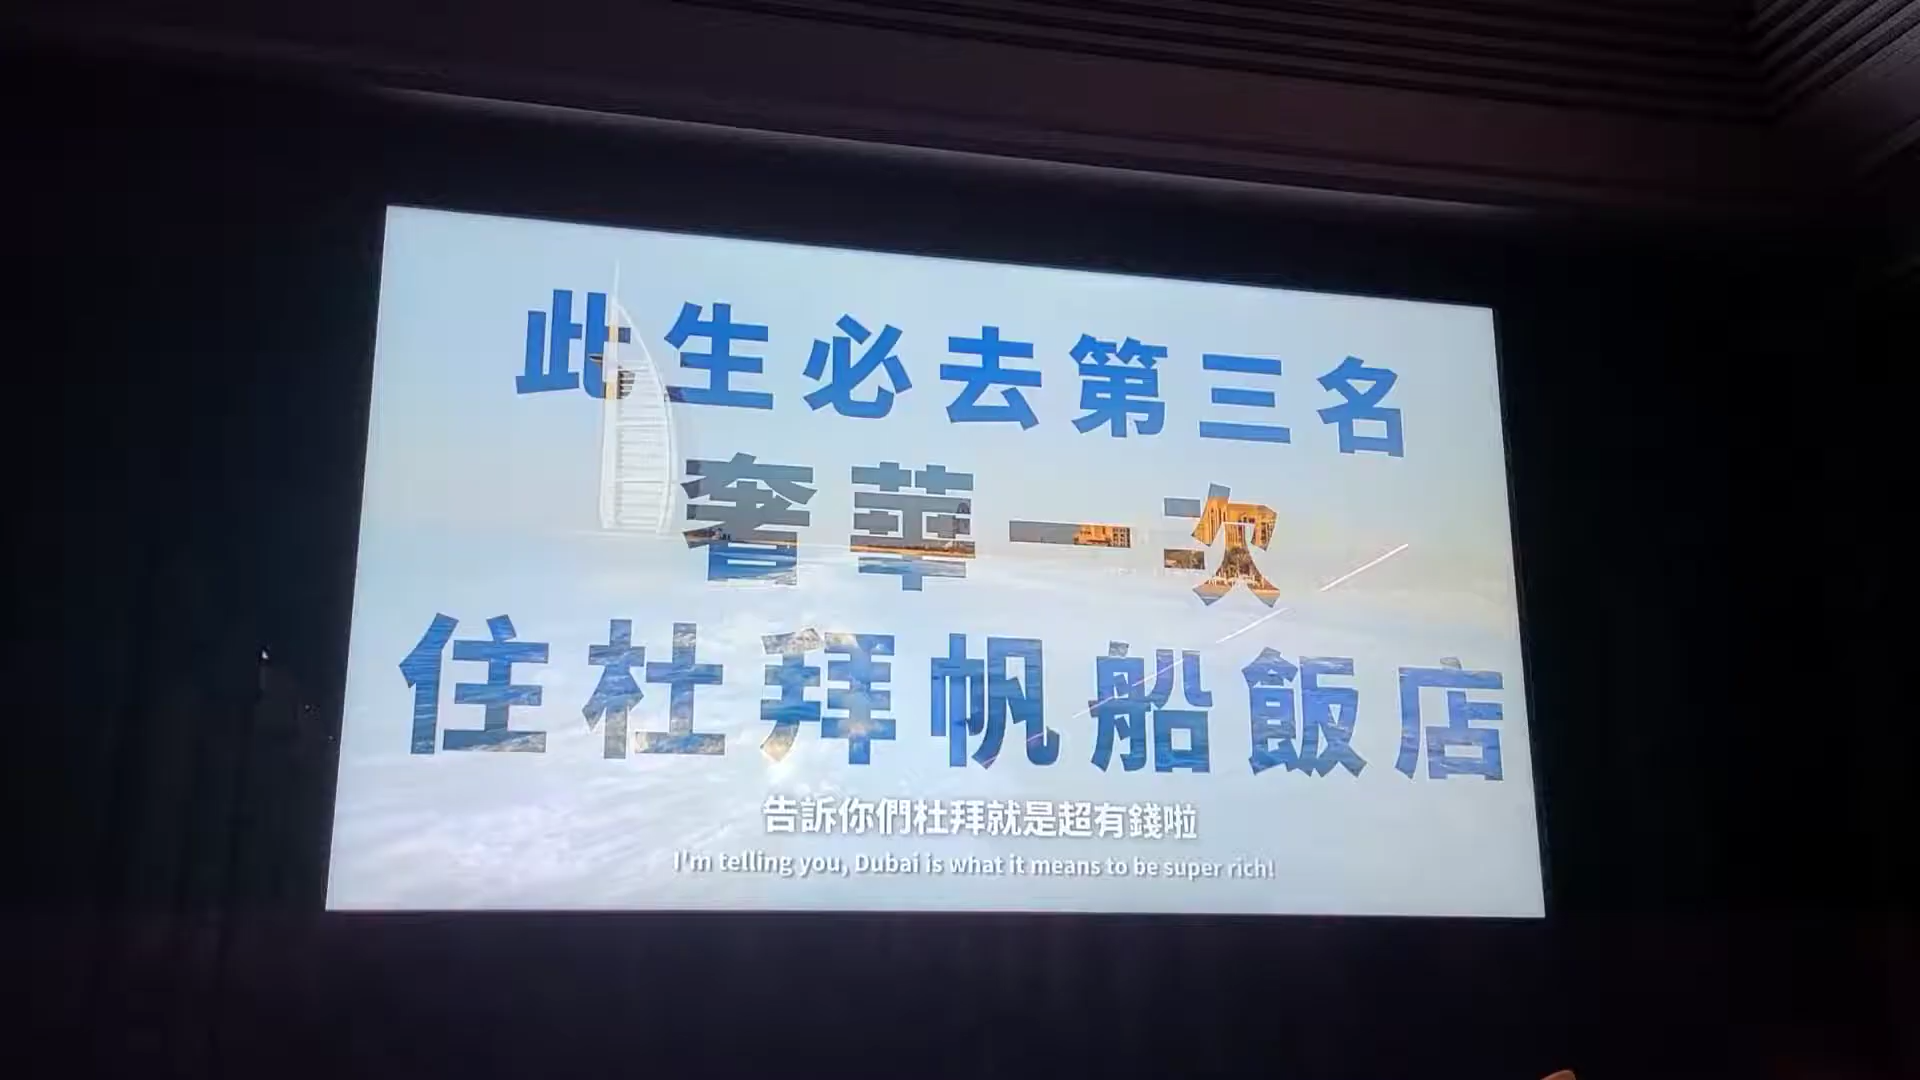 此生必去第三名
奢華一次
住杜拜帆船飯店
告訴你們杜拜就是超有錢啦
I'm telling you, Dubai is what it means to be super rich!